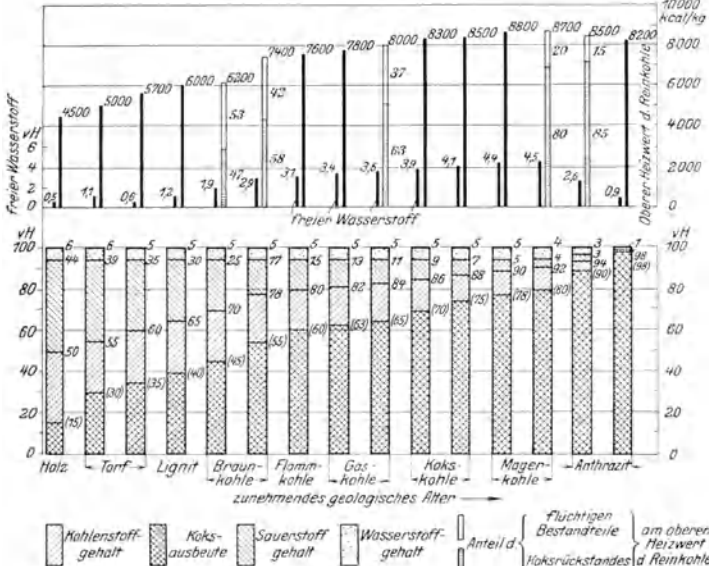 10000
kcal/kg
8700 8500
7400 7600 7800 8000 8300 8500 8800 20 15 8200
4500 5000 5700 6000 6200 42 37
53 58 63 80 85
47
freier Wasserstoff vH 6 4 2 0
8000 6000 4000 2000 0
Oberer Heizwert d. Reinkohle
0,5 1,1 0,6 1,2 1,9 2,9 3,1 3,4 3,6 3,9 4,1 4,4 4,5 2,6 0,9
freier Wasserstoff
vH vH
100 80 60 40 20 0
6 6 5 5 5 5 5 5 5 5 5 5 4 3 1
44 39 35 30 25 17 15 13 11 9 7 5 4 3
50 55 60 65 70 78 80 82 84 86 88 90 92 94 98
(15) (30) (35) (40) (45) (55) (60) (63) (65) (70) (75) (78) (80) (90) (98)
100 80 60 40 20 0
Holz Torf Lignit Braun- Flamm- Gas- Koks- Mager- Anthrazit
kohle kohle kohle kohle kohle
zunehmendes geologisches Alter
Kohlenstoff- Koks- Sauerstoff Wasserstoff- Anteil d. flüchtigen Bestandteile am oberen
gehalt ausbeute gehalt gehalt Koksrückstandes Heizwert
d Reinkohle